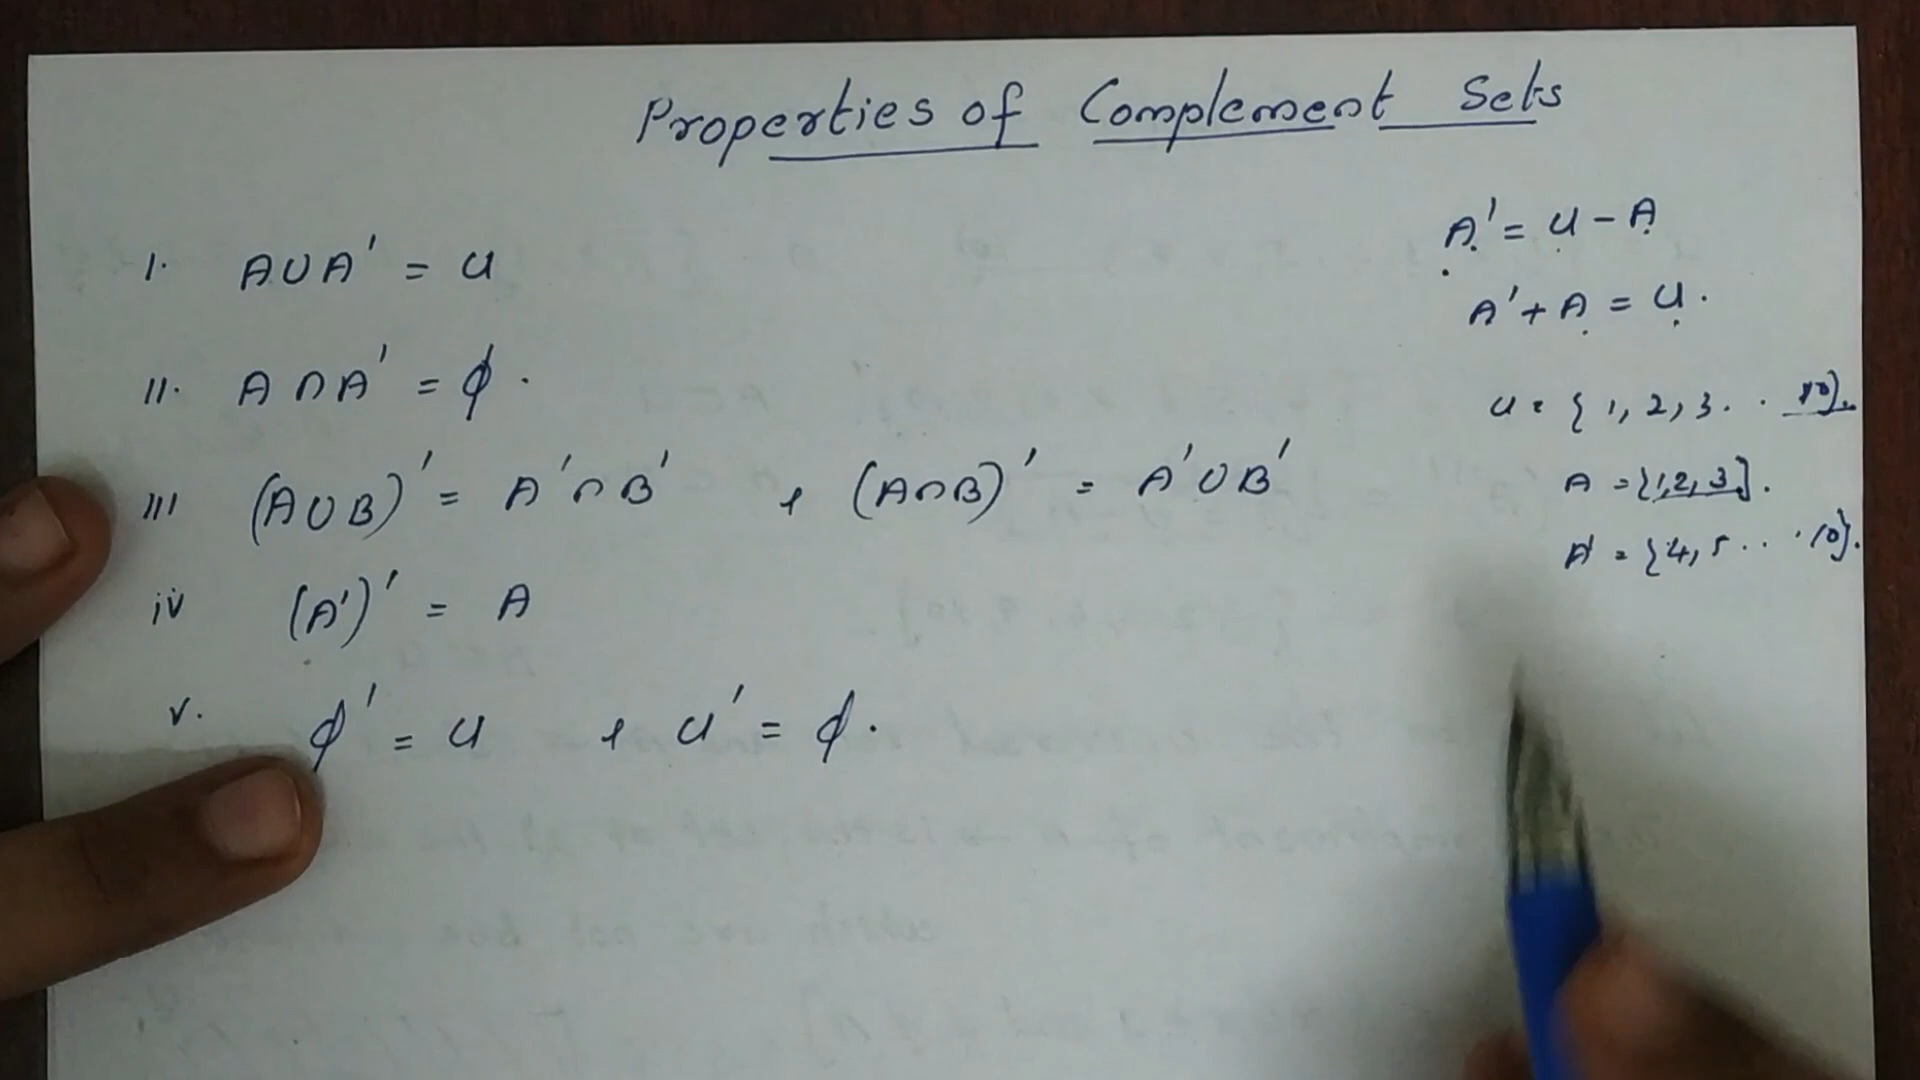 Properties of Complement Sets
I. A∪A' = U
II. A∩A' = ϕ.
III (A∪B)' = A'∩B' & (A∩B)' = A'∪B'
iv (A')' = A
v. ϕ' = U & U' = ϕ.
A' = U - A
A' + A = U.
U = { 1, 2, 3. . 10}.
A = {1,2,3}.
A' = {4, 5 . . . 10}.